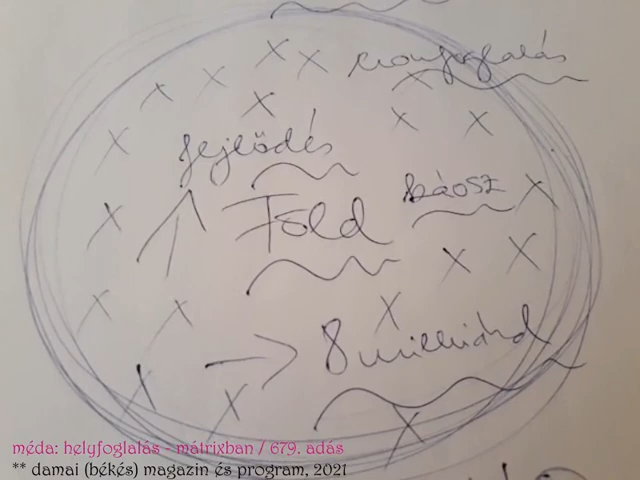 honfoglalás
fejlődés
káosz
Föld
8 milliárd
méda: helyfoglalás - mátrixban / 679. adás
** damai (békés) magazin és program, 2021